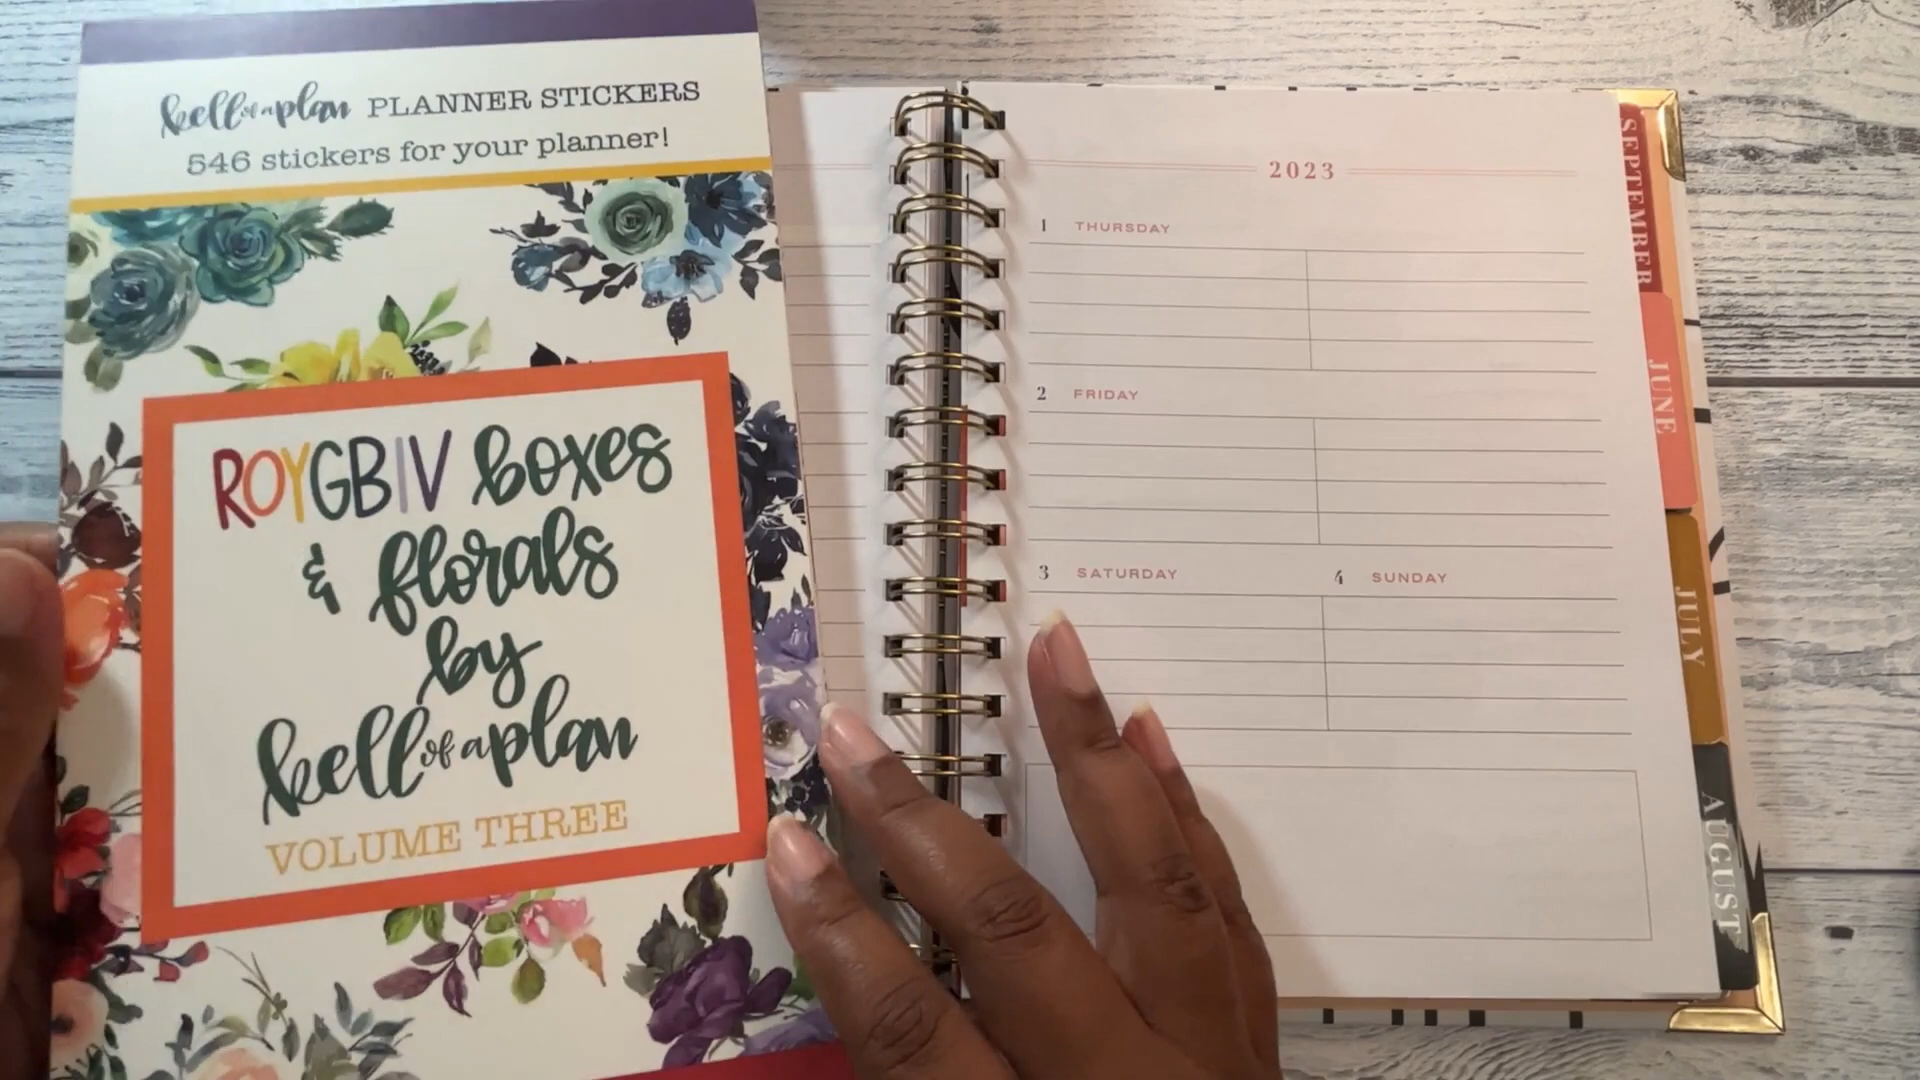 kell of a plan PLANNER STICKERS
546 stickers for your planner!
ROYGBIV boxes
& florals
by
kell of a plan
VOLUME THREE
2023
1 THURSDAY
2 FRIDAY
3 SATURDAY
4 SUNDAY
SEPTEMBER
JUNE
JULY
AUGUST